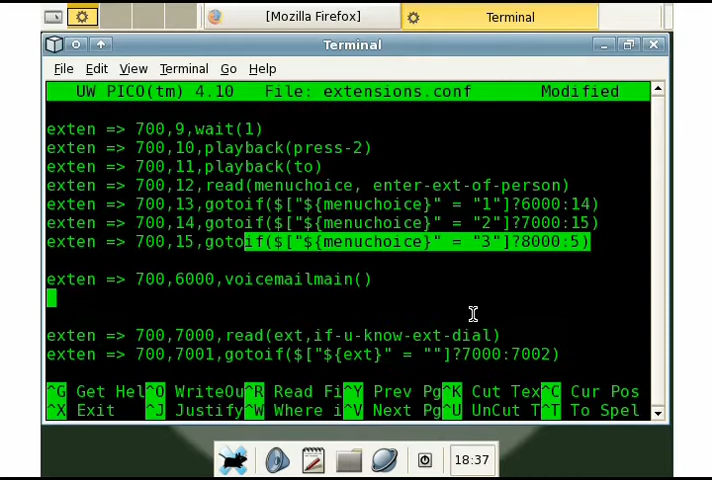 [Mozilla Firefox]
Terminal
Terminal
File Edit View Terminal Go Help
UW PICO(tm) 4.10 File: extensions.conf Modified
exten => 700,9,wait(1)
exten => 700,10,playback(press-2)
exten => 700,11,playback(to)
exten => 700,12,read(menuchoice, enter-ext-of-person)
exten => 700,13,gotoif($["${menuchoice}" = "1"]?6000:14)
exten => 700,14,gotoif($["${menuchoice}" = "2"]?7000:15)
exten => 700,15,gotoif($["${menuchoice}" = "3"]?8000:5)
exten => 700,6000,voicemailmain()
exten => 700,7000,read(ext,if-u-know-ext-dial)
exten => 700,7001,gotoif($["${ext}" = ""]?7000:7002)
^G Get Hel^O WriteOu^R Read Fi^Y Prev Pg^K Cut Tex^C Cur Pos
^X Exit ^J Justify^W Where i^V Next Pg^U UnCut T^T To Spel
18:37